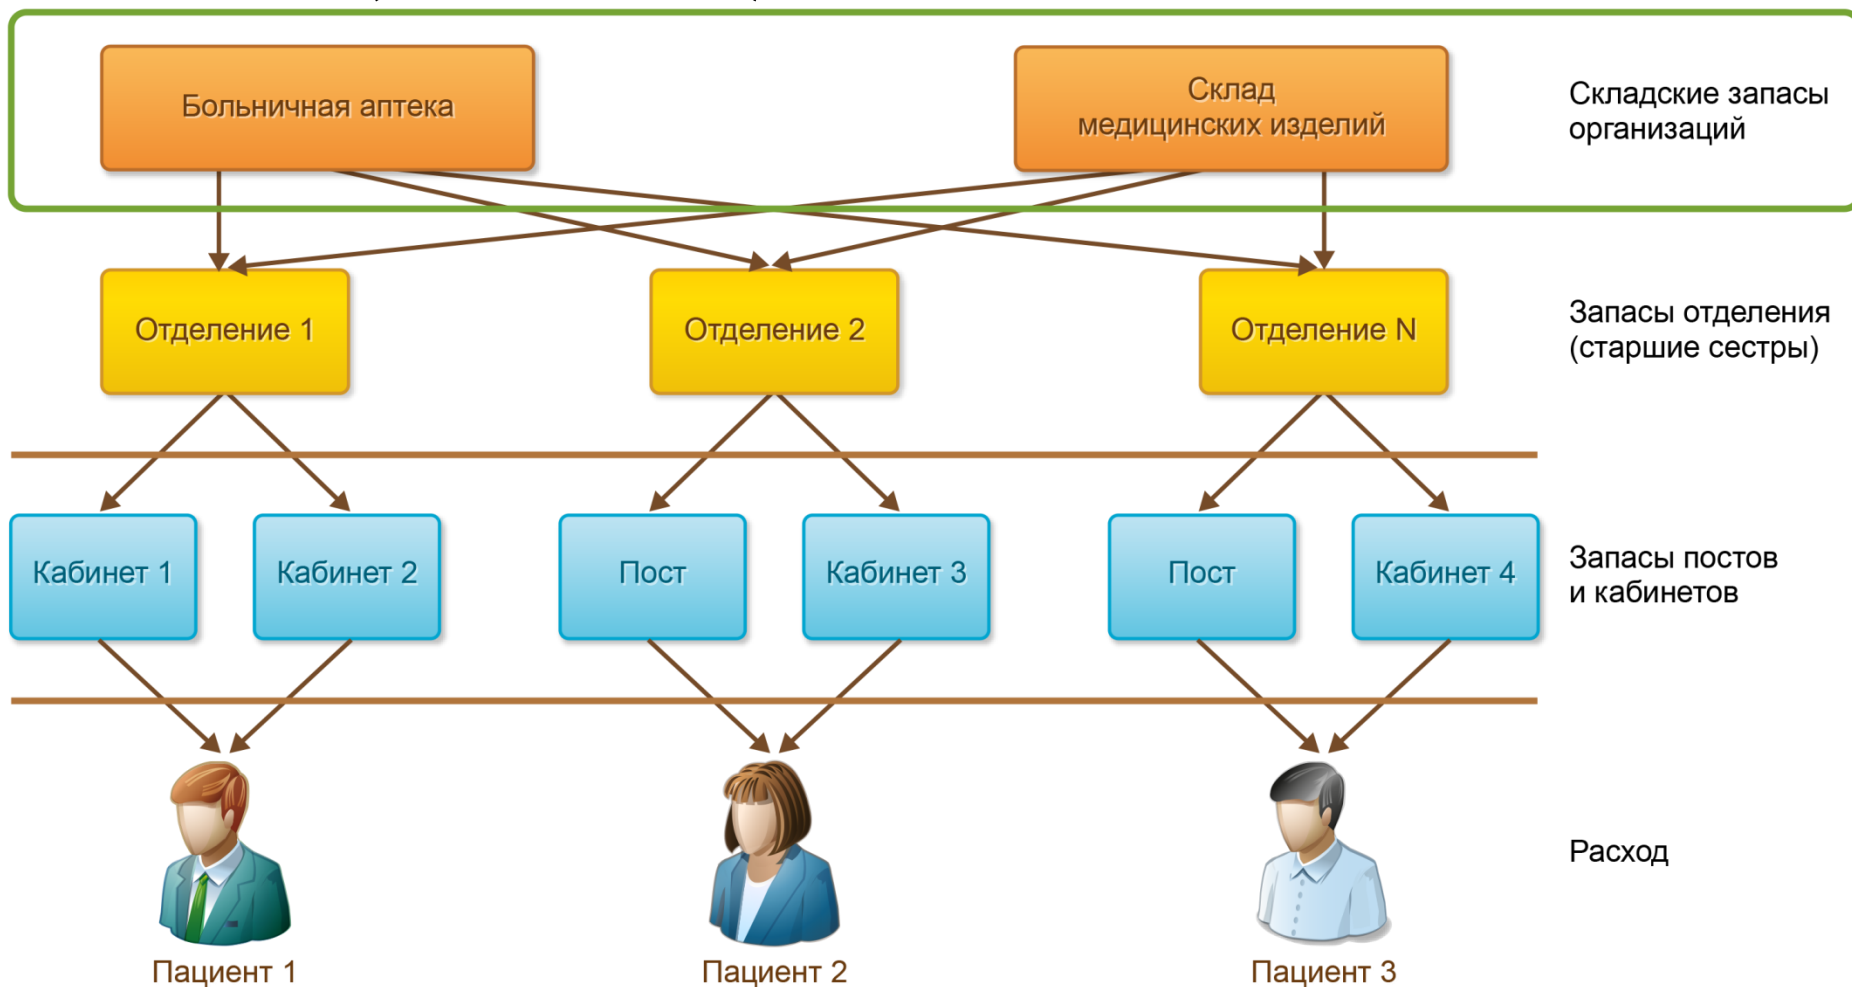 Больничная аптека
Склад
медицинских изделий
Складские запасы
организаций
Отделение 1
Отделение 2
Отделение N
Запасы отделения
(старшие сестры)
Кабинет 1
Кабинет 2
Пост
Кабинет 3
Пост
Кабинет 4
Запасы постов
и кабинетов
Расход
Пациент 1
Пациент 2
Пациент 3